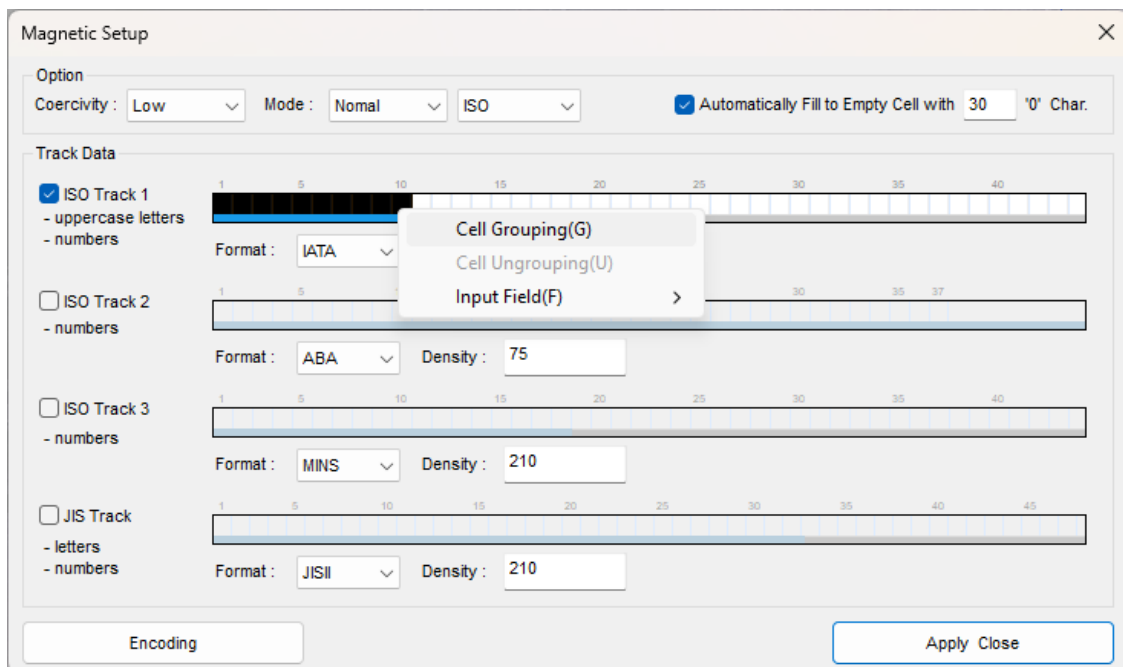 Magnetic Setup
Option
Coercivity : Low Mode : Nomal ISO Automatically Fill to Empty Cell with 30 '0' Char.
Track Data
ISO Track 1
1 5 10 15 20 25 30 35 40
- uppercase letters
- numbers
Format : IATA
Cell Grouping(G)
Cell Ungrouping(U)
Input Field(F)
ISO Track 2
1 5 30 35 37
- numbers
Format : ABA Density : 75
ISO Track 3
1 5 10 15 20 25 30 35 40
- numbers
Format : MINS Density : 210
JIS Track
1 5 10 15 20 25 30 35 40 45
- letters
- numbers
Format : JISII Density : 210
Encoding Apply Close